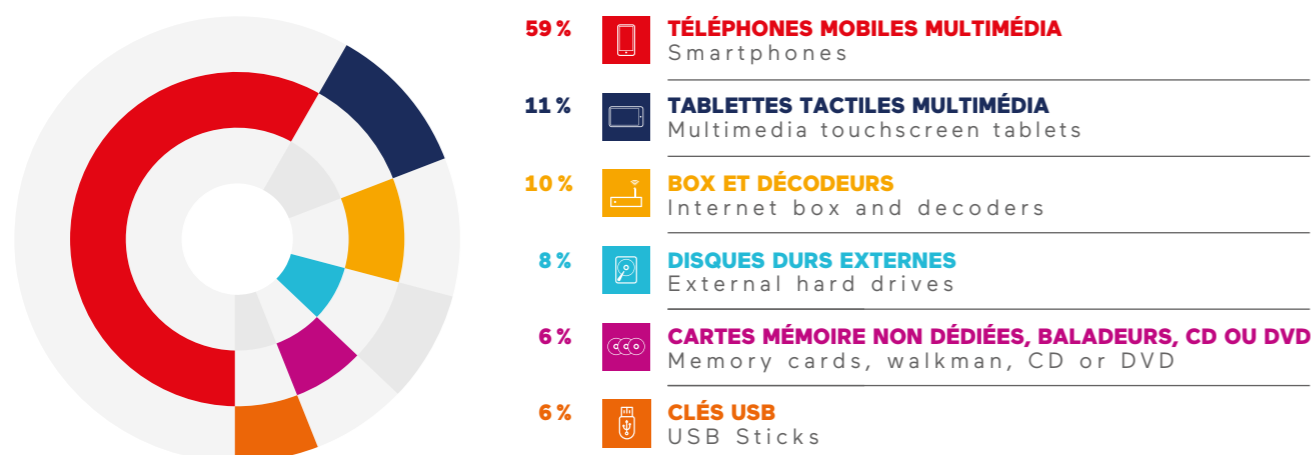 59 % TÉLÉPHONES MOBILES MULTIMÉDIA
Smartphones
11 % TABLETTES TACTILES MULTIMÉDIA
Multimedia touchscreen tablets
10 % BOX ET DÉCODEURS
Internet box and decoders
8 % DISQUES DURS EXTERNES
External hard drives
6 % CARTES MÉMOIRE NON DÉDIÉES, BALADEURS, CD OU DVD
Memory cards, walkman, CD or DVD
6 % CLÉS USB
USB Sticks